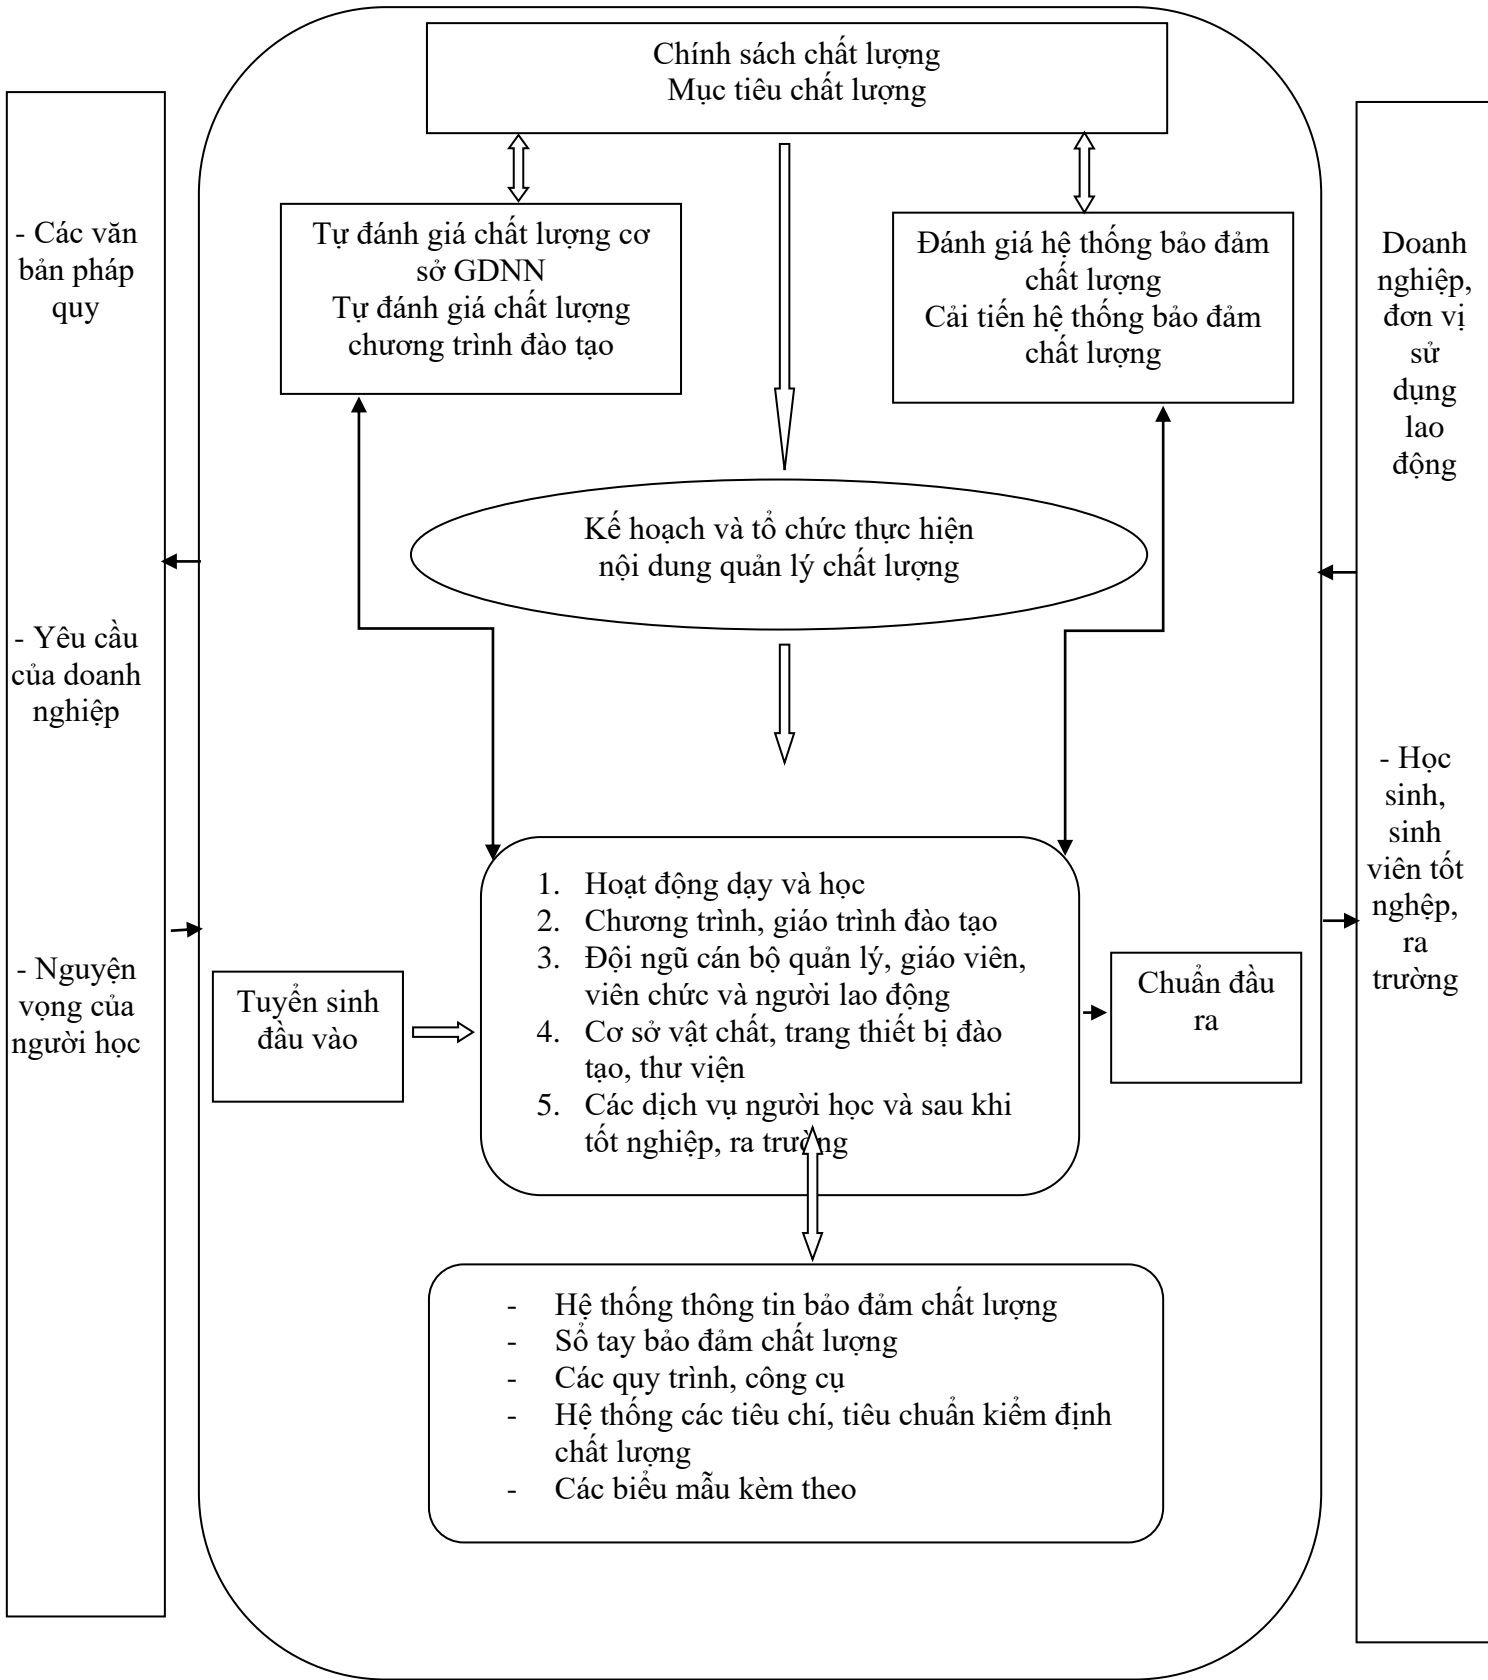 Chính sách chất lượng
Mục tiêu chất lượng
- Các văn
bản pháp
quy
- Yêu cầu
của doanh
nghiệp
- Nguyện
vọng của
người học
Tự đánh giá chất lượng cơ
sở GDNN
Tự đánh giá chất lượng
chương trình đào tạo
Đánh giá hệ thống bảo đảm
chất lượng
Cải tiến hệ thống bảo đảm
chất lượng
Kế hoạch và tổ chức thực hiện
nội dung quản lý chất lượng
Tuyển sinh
đầu vào
1. Hoạt động dạy và học
2. Chương trình, giáo trình đào tạo
3. Đội ngũ cán bộ quản lý, giáo viên,
viên chức và người lao động
4. Cơ sở vật chất, trang thiết bị đào
tạo, thư viện
5. Các dịch vụ người học và sau khi
tốt nghiệp, ra trường
Chuẩn đầu
ra
- Hệ thống thông tin bảo đảm chất lượng
- Sổ tay bảo đảm chất lượng
- Các quy trình, công cụ
- Hệ thống các tiêu chí, tiêu chuẩn kiểm định
chất lượng
- Các biểu mẫu kèm theo
Doanh
nghiệp,
đơn vị
sử
dụng
lao
động
- Học
sinh,
sinh
viên tốt
nghệp,
ra
trường